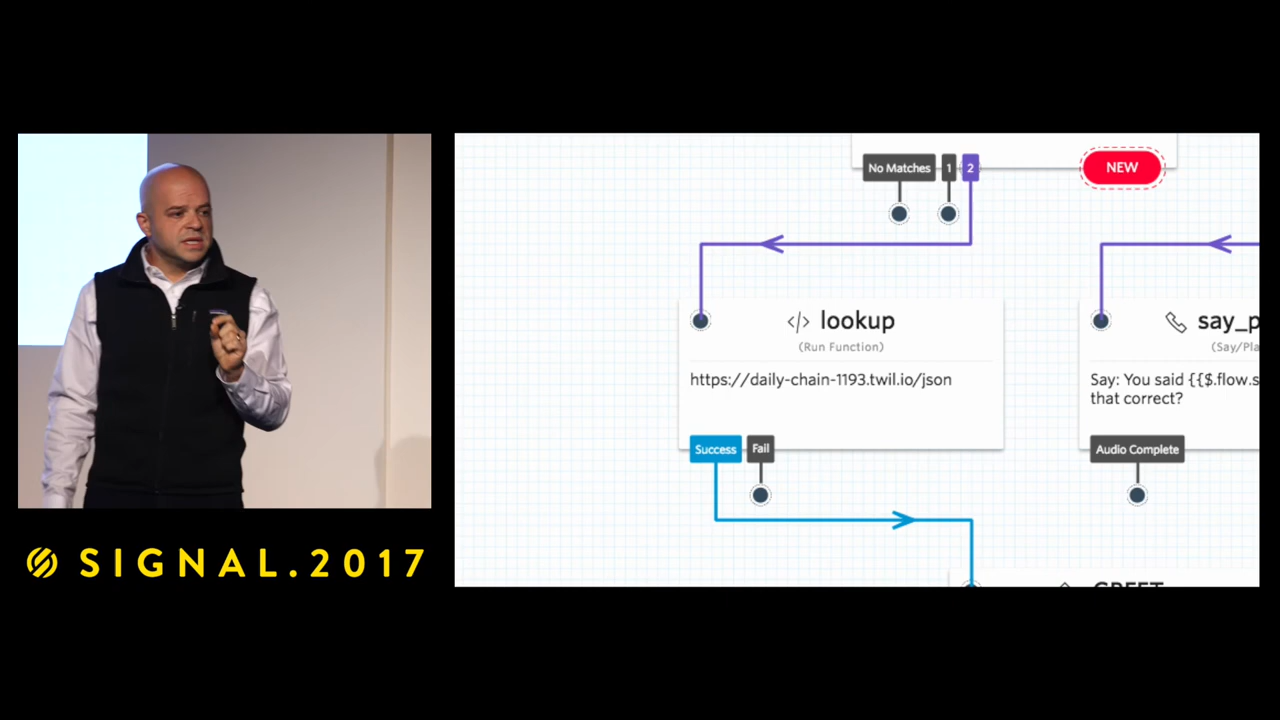 No Matches 1 2 NEW
</> lookup
(Run Function)
https://daily-chain-1193.twil.io/json
Success Fail
say_p
(Say/Pla
Say: You said {{$.flow.s
that correct?
Audio Complete
SIGNAL.2017